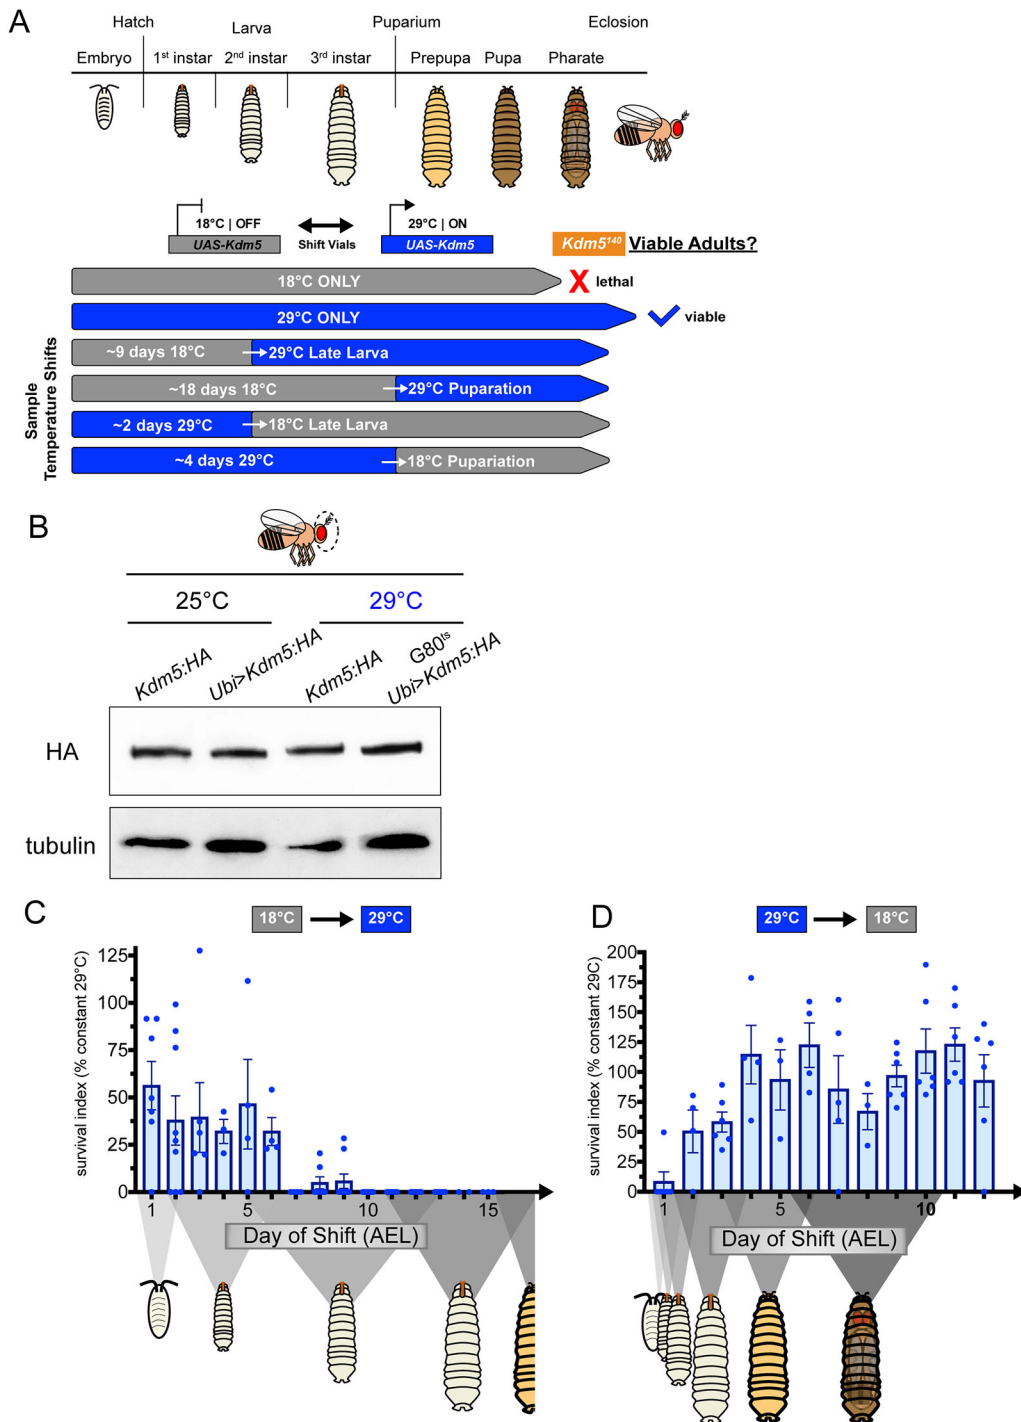 A
Hatch Larva Puparium Eclosion
Embryo 1st instar 2nd instar 3rd instar Prepupa Pupa Pharate
18°C | OFF
UAS-Kdm5
Shift Vials
29°C | ON
UAS-Kdm5
Kdm5¹⁴⁰ Viable Adults?
18°C ONLY
X lethal
29°C ONLY
viable
Sample
Temperature Shifts
~9 days 18°C 29°C Late Larva
~18 days 18°C 29°C Puparation
~2 days 29°C 18°C Late Larva
~4 days 29°C 18°C Pupariation
B
25°C 29°C
Kdm5:HA
Ubi>Kdm5:HA
Kdm5:HA
G80ts
Ubi>Kdm5:HA
HA
tubulin
C
18°C 29°C
survival index (% constant 29°C)
125
100
75
50
25
0
1 5 10 15
Day of Shift (AEL)
D
29°C 18°C
survival index (% constant 29C)
200
175
150
125
100
75
50
25
0
1 5 10
Day of Shift (AEL)